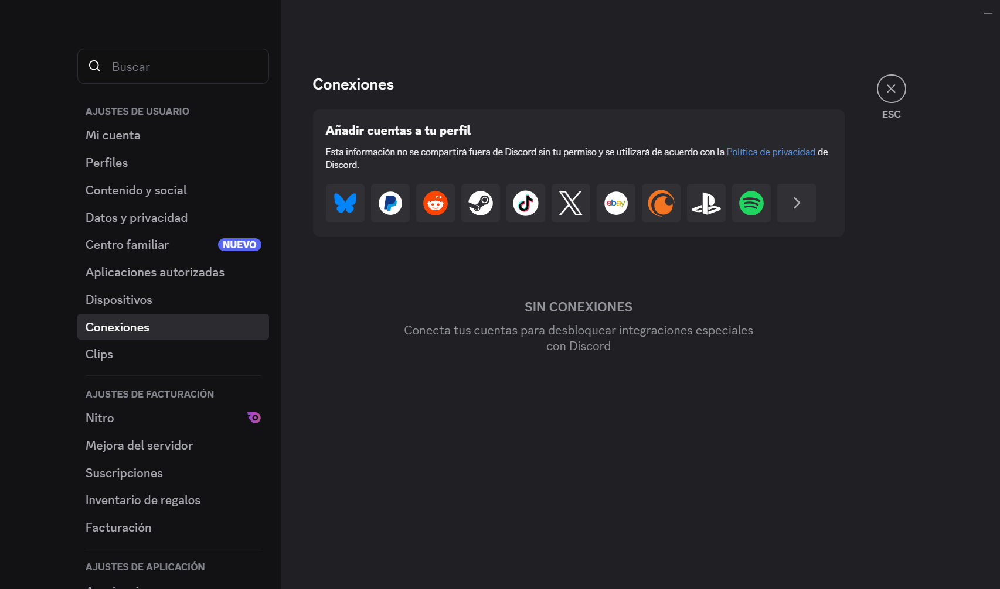 Buscar
AJUSTES DE USUARIO
Mi cuenta
Perfiles
Contenido y social
Datos y privacidad
Centro familiar
NUEVO
Aplicaciones autorizadas
Dispositivos
Conexiones
Clips
AJUSTES DE FACTURACIÓN
Nitro
Mejora del servidor
Suscripciones
Inventario de regalos
Facturación
AJUSTES DE APLICACIÓN
Conexiones
ESC
Añadir cuentas a tu perfil
Esta información no se compartirá fuera de Discord sin tu permiso y se utilizará de acuerdo con la Política de privacidad de
Discord.
ebay
SIN CONEXIONES
Conecta tus cuentas para desbloquear integraciones especiales
con Discord